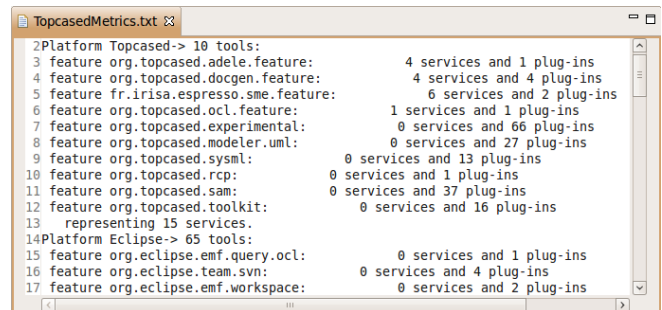 TopcasedMetrics.txt
2Platform Topcased-> 10 tools:
3 feature org.topcased.adele.feature: 4 services and 1 plug-ins
4 feature org.topcased.docgen.feature: 4 services and 4 plug-ins
5 feature fr.irisa.espresso.sme.feature: 6 services and 2 plug-ins
6 feature org.topcased.ocl.feature: 1 services and 1 plug-ins
7 feature org.topcased.experimental: 0 services and 66 plug-ins
8 feature org.topcased.modeler.uml: 0 services and 27 plug-ins
9 feature org.topcased.sysml: 0 services and 13 plug-ins
10 feature org.topcased.rcp: 0 services and 1 plug-ins
11 feature org.topcased.sam: 0 services and 37 plug-ins
12 feature org.topcased.toolkit: 0 services and 16 plug-ins
13 representing 15 services.
14Platform Eclipse-> 65 tools:
15 feature org.eclipse.emf.query.ocl: 0 services and 1 plug-ins
16 feature org.eclipse.team.svn: 0 services and 4 plug-ins
17 feature org.eclipse.emf.workspace: 0 services and 2 plug-ins